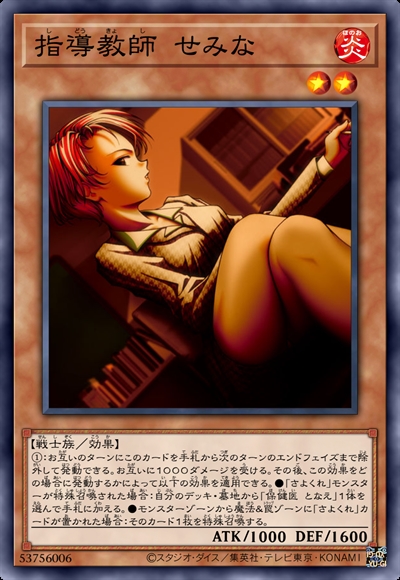 指導教師 せみな
炎
【戦士族／効果】
①：お互いのターンにこのカードを手札から次のターンのエンドフェイズまで除
外して発動できる。お互いに1000ダメージを受ける。その後、この効果をど
の場合に発動するかによって以下の効果を適用できる。●「さよくれ」モンス
ターが特殊召喚された場合：自分のデッキ・墓地から「保健医 となえ」1体を
選んで手札に加える。●モンスターゾーンから魔法&罠ゾーンに「さよくれ」カ
ードが置かれた場合：そのカード1枚を特殊召喚する。
ATK/1000 DEF/1600
53756006
©スタジオ・ダイス／集英社・テレビ東京・KONAMI